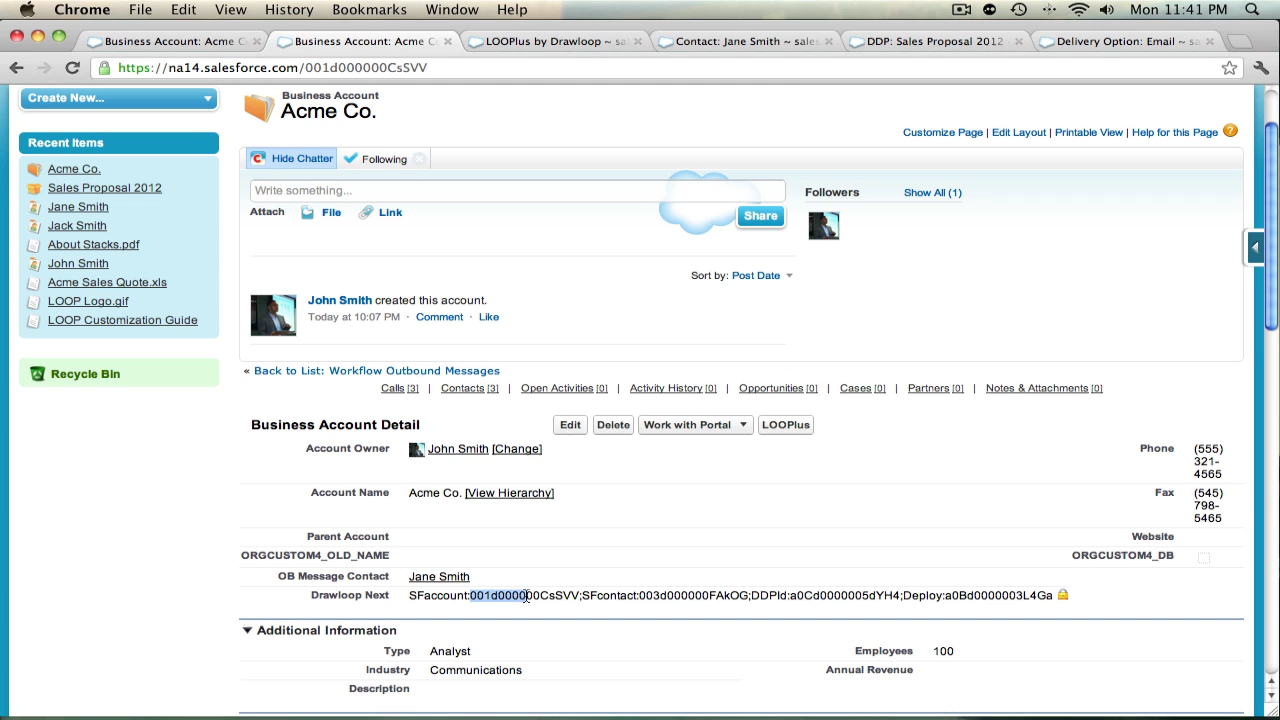 Chrome File Edit View History Bookmarks Window Help Mon 11:41 PM
Business Account: Acme C Business Account: Acme C LOOPlus by Drawloop ~ sa Contact: Jane Smith ~ sales DDP: Sales Proposal 2012 Delivery Option: Email ~ sa
https://na14.salesforce.com/001d000000CsSVV
Create New...
Business Account
Acme Co.
Customize Page | Edit Layout | Printable View | Help for this Page ?
Recent Items
Acme Co.
Sales Proposal 2012
Jane Smith
Jack Smith
About Stacks.pdf
John Smith
Acme Sales Quote.xls
LOOP Logo.gif
LOOP Customization Guide
Recycle Bin
Hide Chatter Following
Write something...
Attach File Link Share
Followers Show All (1)
Sort by: Post Date
John Smith created this account.
Today at 10:07 PM · Comment · Like
« Back to List: Workflow Outbound Messages
Calls [3] | Contacts [3] | Open Activities [0] | Activity History [0] | Opportunities [0] | Cases [0] | Partners [0] | Notes & Attachments [0]
Business Account Detail Edit Delete Work with Portal LOOPlus
Account Owner John Smith [Change] Phone (555)
321-
4565
Account Name Acme Co. [View Hierarchy] Fax (545)
798-
5465
Parent Account Website
ORGCUSTOM4_OLD_NAME ORGCUSTOM4_DB
OB Message Contact Jane Smith
Drawloop Next SFaccount:001d000000CsSVV;SFcontact:003d000000FAkOG;DDPId:a0Cd0000005dYH4;Deploy:a0Bd0000003L4Ga
Additional Information
Type Analyst Employees 100
Industry Communications Annual Revenue
Description